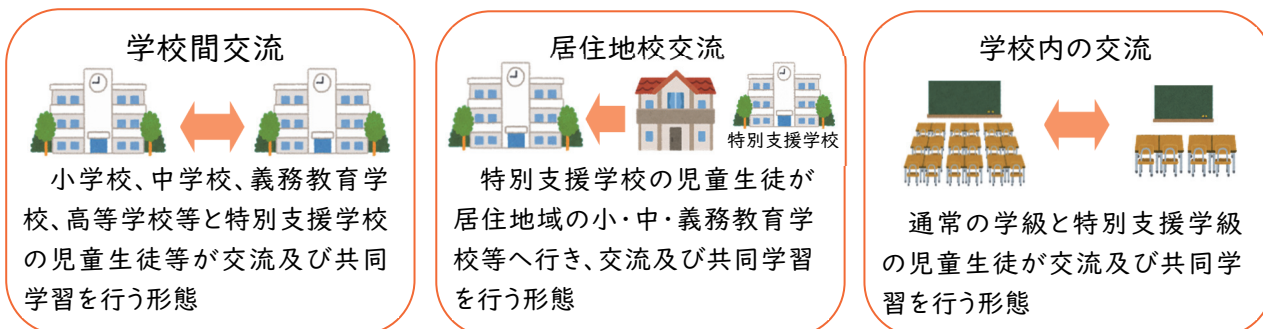 学校間交流
小学校、中学校、義務教育学
校、高等学校等と特別支援学校
の児童生徒等が交流及び共同
学習を行う形態
居住地校交流
特別支援学校
特別支援学校の児童生徒が
居住地域の小・中・義務教育学
校等へ行き、交流及び共同学習
を行う形態
学校内の交流
通常の学級と特別支援学級
の児童生徒が交流及び共同学
習を行う形態